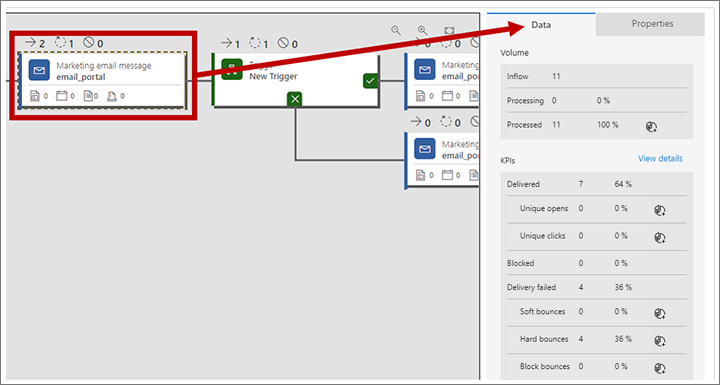 2 1 0
Marketing email message
email_portal
0 0 0 0
1 1 0
Trigger
New Trigger
0 0
Marketing
email_po
0 0
0 0
Marketing
email_po
0 0
Data Properties
Volume
Inflow 11
Processing 0 0 %
Processed 11 100 %
KPIs View details
Delivered 7 64 %
Unique opens 0 0 %
Unique clicks 0 0 %
Blocked 0 0 %
Delivery failed 4 36 %
Soft bounces 0 0 %
Hard bounces 4 36 %
Block bounces 0 0 %